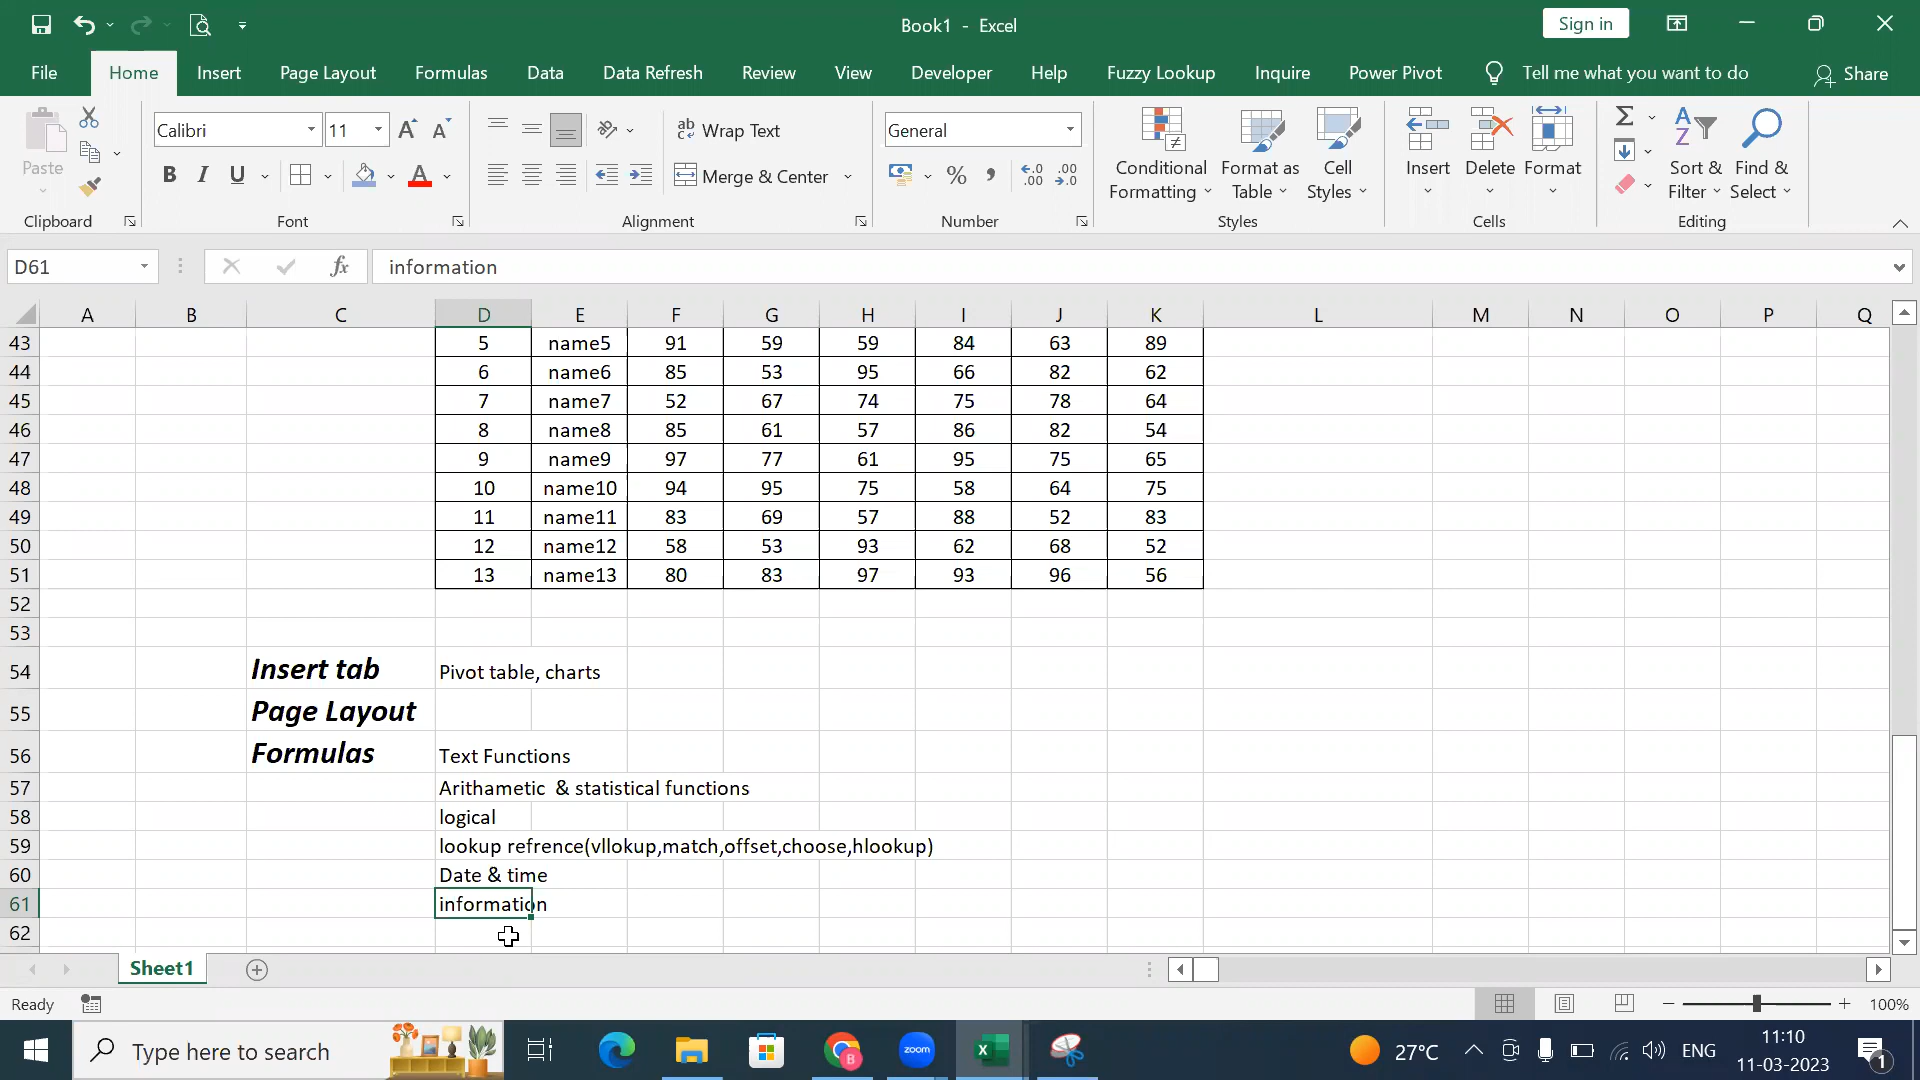 Book1 - Excel
Sign in
File Home Insert Page Layout Formulas Data Data Refresh Review View Developer Help Fuzzy Lookup Inquire Power Pivot Tell me what you want to do Share
Paste
Calibri 11
Wrap Text
General
B I U
Merge & Center
Conditional Formatting
Format as Table
Cell Styles
Insert Delete Format
Sort & Filter
Find & Select
Clipboard Font Alignment Number Styles Cells Editing
D61 fx information
A B C D E F G H I J K L M N O P Q
43 5 name5 91 59 59 84 63 89
44 6 name6 85 53 95 66 82 62
45 7 name7 52 67 74 75 78 64
46 8 name8 85 61 57 86 82 54
47 9 name9 97 77 61 95 75 65
48 10 name10 94 95 75 58 64 75
49 11 name11 83 69 57 88 52 83
50 12 name12 58 53 93 62 68 52
51 13 name13 80 83 97 93 96 56
52
53
54 Insert tab Pivot table, charts
55 Page Layout
56 Formulas Text Functions
57 Arithametic & statistical functions
58 logical
59 lookup refrence(vllokup,match,offset,choose,hlookup)
60 Date & time
61 information
62
Sheet1
Ready 100%
Type here to search
zoom
27°C ENG
11:10
11-03-2023
1